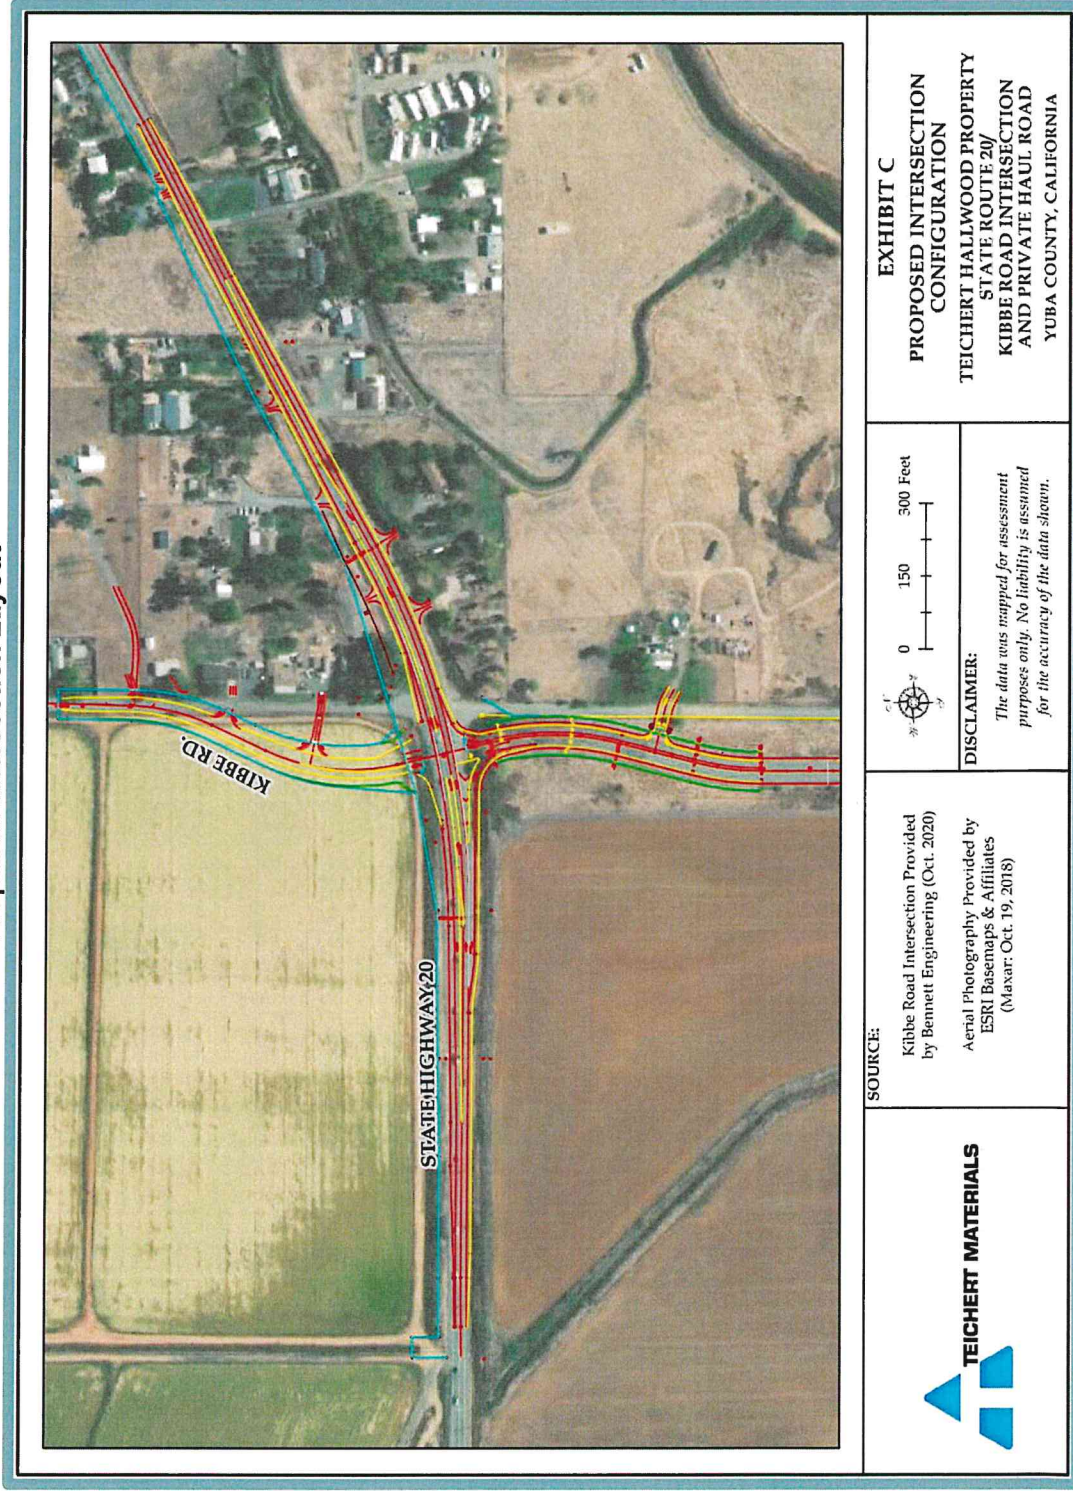 KIBBE RD.
STATE HIGHWAY 20
TEICHERT MATERIALS
SOURCE:
Kibbe Road Intersection Provided
by Bennett Engineering (Oct. 2020)
Aerial Photography Provided by
ESRI Basemaps & Affiliates
(Maxar: Oct. 19, 2018)
0 150 300 Feet
DISCLAIMER:
The data was mapped for assessment
purposes only. No liability is assumed
for the accuracy of the data shown.
EXHIBIT C
PROPOSED INTERSECTION
CONFIGURATION
TEICHERT HALLWOOD PROPERTY
STATE ROUTE 20/
KIBBE ROAD INTERSECTION
AND PRIVATE HAUL ROAD
YUBA COUNTY, CALIFORNIA